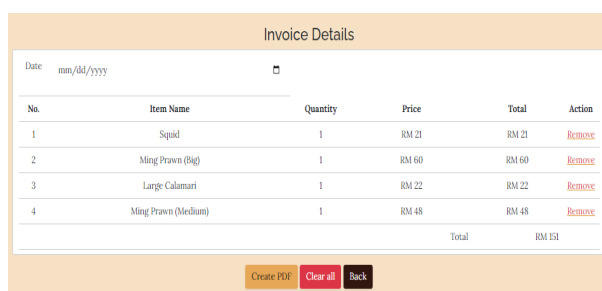 Invoice Details
Date mm/dd/yyyy
No. Item Name Quantity Price Total Action
1 Squid 1 RM 21 RM 21 Remove
2 Ming Prawn (Big) 1 RM 60 RM 60 Remove
3 Large Calamari 1 RM 22 RM 22 Remove
4 Ming Prawn (Medium) 1 RM 48 RM 48 Remove
Total RM 151
Create PDF Clear all Back